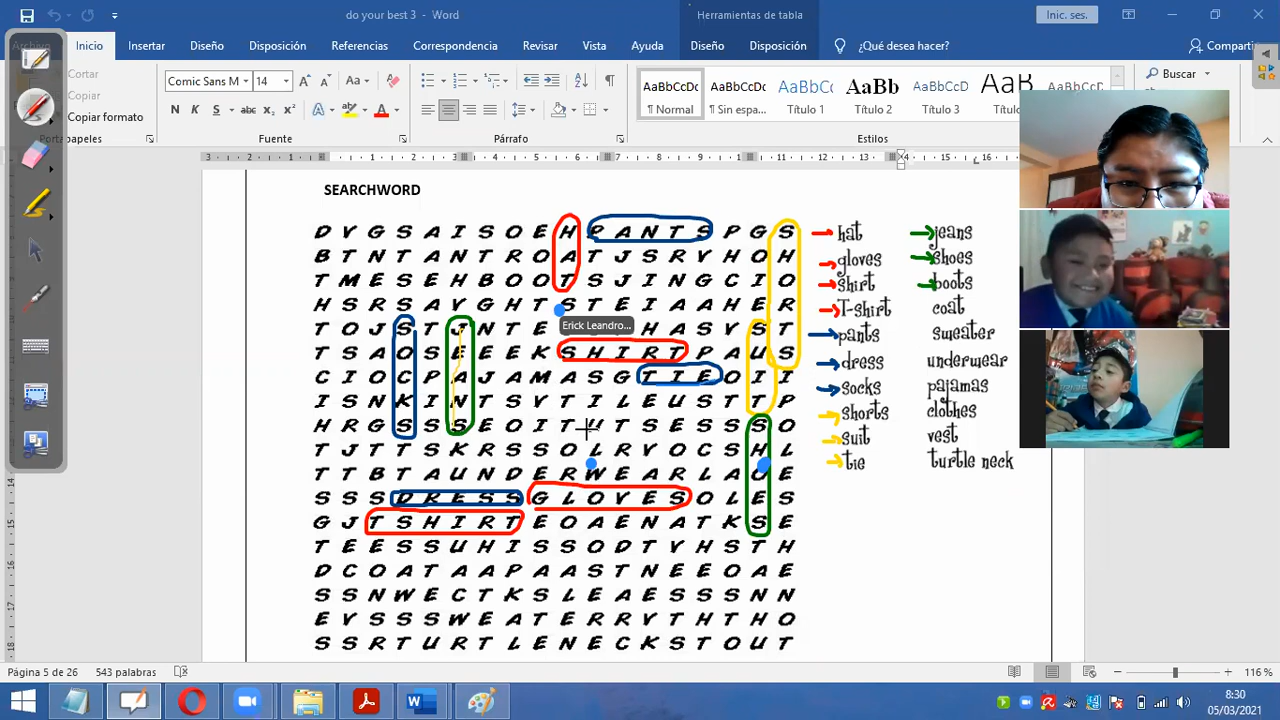 do your best 3 - Word
Herramientas de tabla
Inic. ses.
Archivo Inicio Insertar Diseño Disposición Referencias Correspondencia Revisar Vista Ayuda Diseño Disposición ¿Qué desea hacer? Compartir
Cortar
Copiar
Copiar formato
Portapapeles
Comic Sans M 14
N K S abc
Fuente
Párrafo
AaBbCcDd AaBbCcDd AaBbCc AaBb AaBbCcD AaB AaBbCcD
¶ Normal ¶ Sin espa... Título 1 Título 2 Título 3
Estilos
Buscar
SEARCHWORD
D Y G S A I S O E H P A N T S P G S
B T N T A N T R O A T J S R Y H O H
T M E S E H B O O T S J I N G C I O
H S R S A Y G H T S T E I A A H E R
T O J S T I N T E H A S Y S T
T S A O S E E E K S H I R T P A U S
C I O C P A J A M A S G T I E O I I
I S N K I N T S Y T I L E U S T T P
H R G S S S E O I T H T S E S S S O
T J T T S K R S S O L R V O C S H L
T T B T A U N D E R W E A R L A O E
S S S D R E S S G L O V E S O L E S
G J T S H I R T E O A E N A T K S E
T E E S S U H I S S O D T Y H S T H
D C O A T A A P A A S T N E E O A E
S S N W E C T K S L E A E S S S N N
E Y S S S W E A T E R R Y T H T H O
S S R T U R T L E N E C K S T O U T
Erick Leandro...
hat
gloves
shirt
T-shirt
pants
dress
socks
shorts
suit
tie
jeans
shoes
boots
coat
sweater
underwear
pajamas
clothes
vest
turtle neck
Página 5 de 26 543 palabras
116 %
8:30
05/03/2021